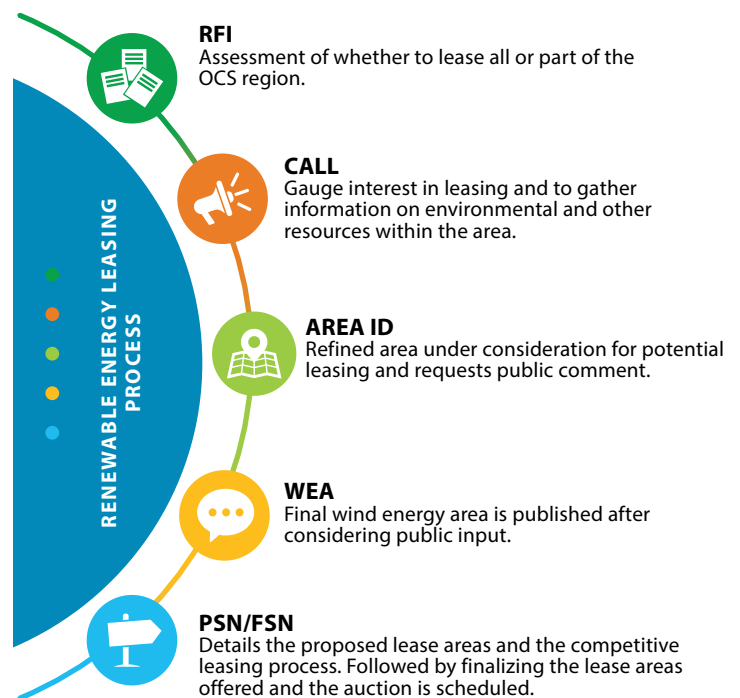 RENEWABLE ENERGY LEASING
PROCESS
RFI
Assessment of whether to lease all or part of the
OCS region.
CALL
Gauge interest in leasing and to gather
information on environmental and other
resources within the area.
AREA ID
Refined area under consideration for potential
leasing and requests public comment.
WEA
Final wind energy area is published after
considering public input.
PSN/FSN
Details the proposed lease areas and the competitive
leasing process. Followed by finalizing the lease areas
offered and the auction is scheduled.